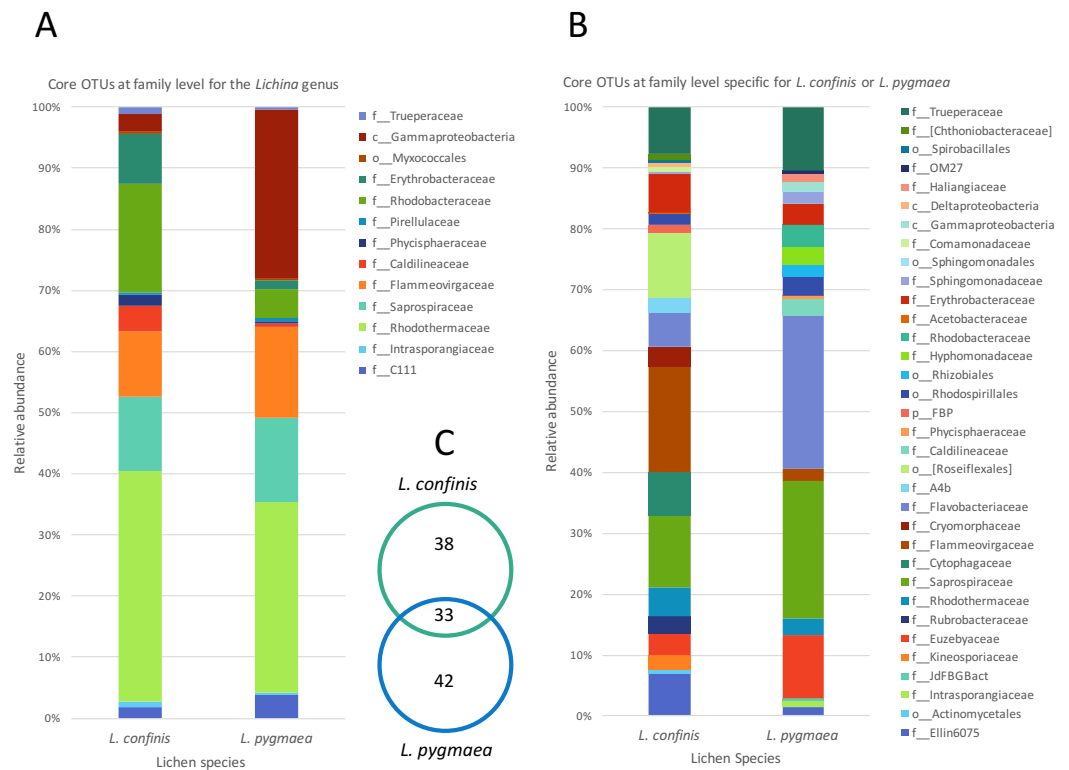 A
Core OTUs at family level for the Lichina genus
100%
90%
80%
70%
60%
50%
40%
30%
20%
10%
0%
Relative abundance
L. confinis
L. pygmaea
Lichen species
f__Trueperaceae
c__Gammaproteobacteria
o__Myxococcales
f__Erythrobacteraceae
f__Rhodobacteraceae
f__Pirellulaceae
f__Phycisphaeraceae
f__Caldilineaceae
f__Flammeovirgaceae
f__Saprospiraceae
f__Rhodothermaceae
f__Intrasporangiaceae
f__C111
C
L. confinis
38
33
42
L. pygmaea
B
Core OTUs at family level specific for L. confinis or L. pygmaea
100%
90%
80%
70%
60%
50%
40%
30%
20%
10%
0%
Relative abundance
L. confinis
L. pygmaea
Lichen Species
f__Trueperaceae
f__[Chthoniobacteraceae]
o__Spirobacillales
f__OM27
f__Haliangiaceae
c__Deltaproteobacteria
c__Gammaproteobacteria
f__Comamonadaceae
o__Sphingomonadales
f__Sphingomonadaceae
f__Erythrobacteraceae
f__Acetobacteraceae
f__Rhodobacteraceae
f__Hyphomonadaceae
o__Rhizobiales
o__Rhodospirillales
p__FBP
f__Phycisphaeraceae
f__Caldilineaceae
o__[Roseiflexales]
f__A4b
f__Flavobacteriaceae
f__Cryomorphaceae
f__Flammeovirgaceae
f__Cytophagaceae
f__Saprospiraceae
f__Rhodothermaceae
f__Rubrobacteraceae
f__Euzebyaceae
f__Kineosporiaceae
f__JdFBGBact
f__Intrasporangiaceae
o__Actinomycetales
f__Ellin6075